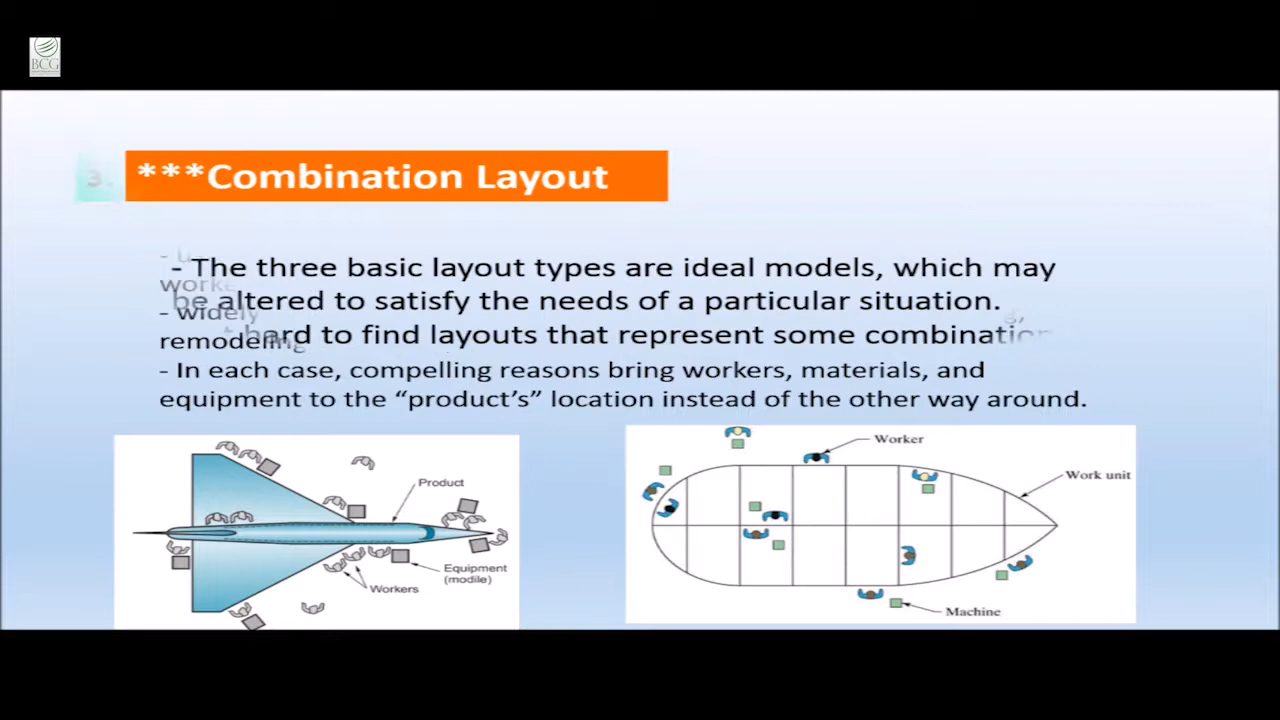 BCG
3.
***Combination Layout
- The three basic layout types are ideal models, which may
be altered to satisfy the needs of a particular situation.
hard to find layouts that represent some combination
- widely
remodeling
- In each case, compelling reasons bring workers, materials, and
equipment to the “product’s” location instead of the other way around.
Product
Equipment
(modile)
Workers
Worker
Work unit
Machine